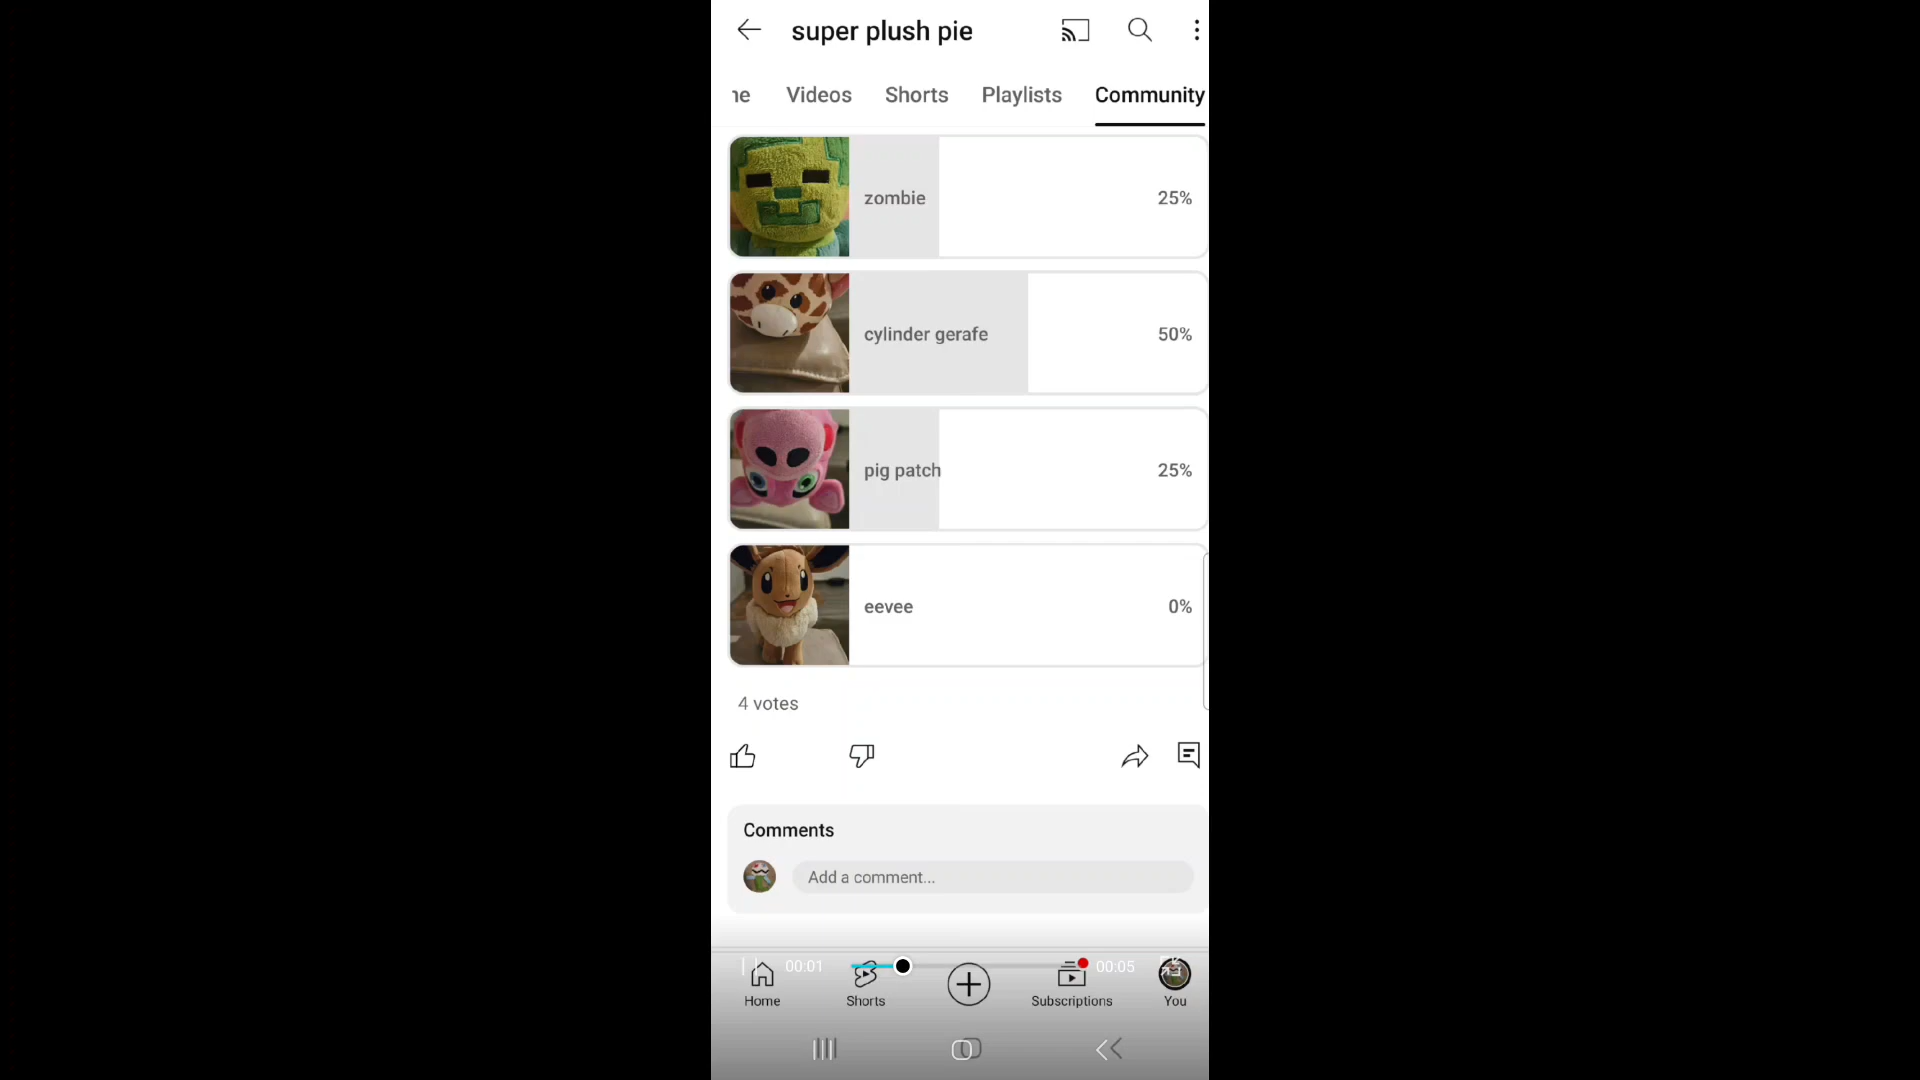 super plush pie
ne Videos Shorts Playlists Community
zombie 25%
cylinder gerafe 50%
pig patch 25%
eevee 0%
4 votes
Comments
Add a comment...
00:01 00:05
Home Shorts Subscriptions You